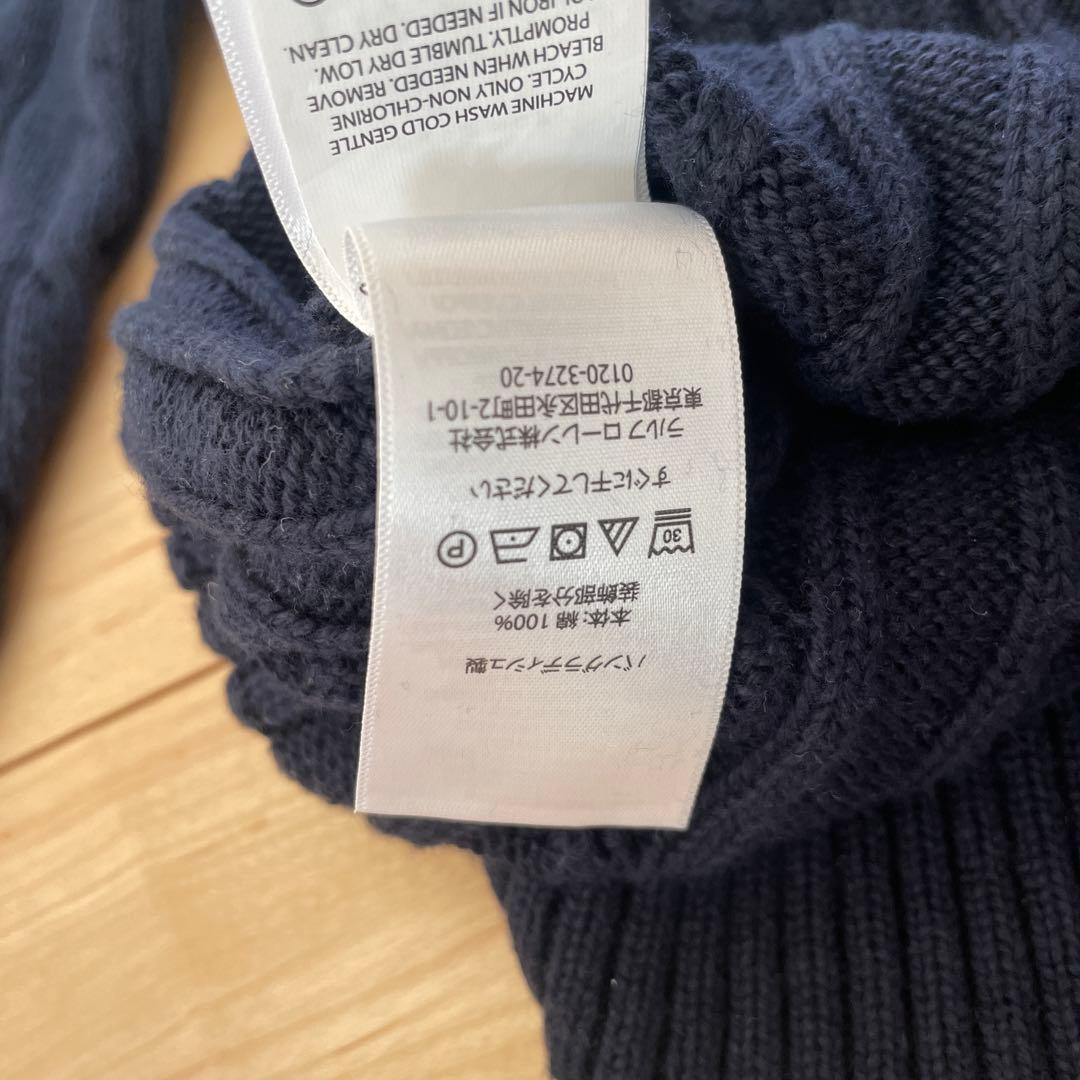 MACHINE WASH COLD GENTLE
CYCLE. ONLY NON-CHLORINE
BLEACH WHEN NEEDED. REMOVE
PROMPTLY. TUMBLE DRY LOW.
IRON IF NEEDED. DRY CLEAN.
バングラディシュ製
本体: 綿 100%
装飾部分を除く
30
P
すぐに干してください
ラルフ ローレン株式会社
東京都千代田区永田町2-10-1
0120-3274-20